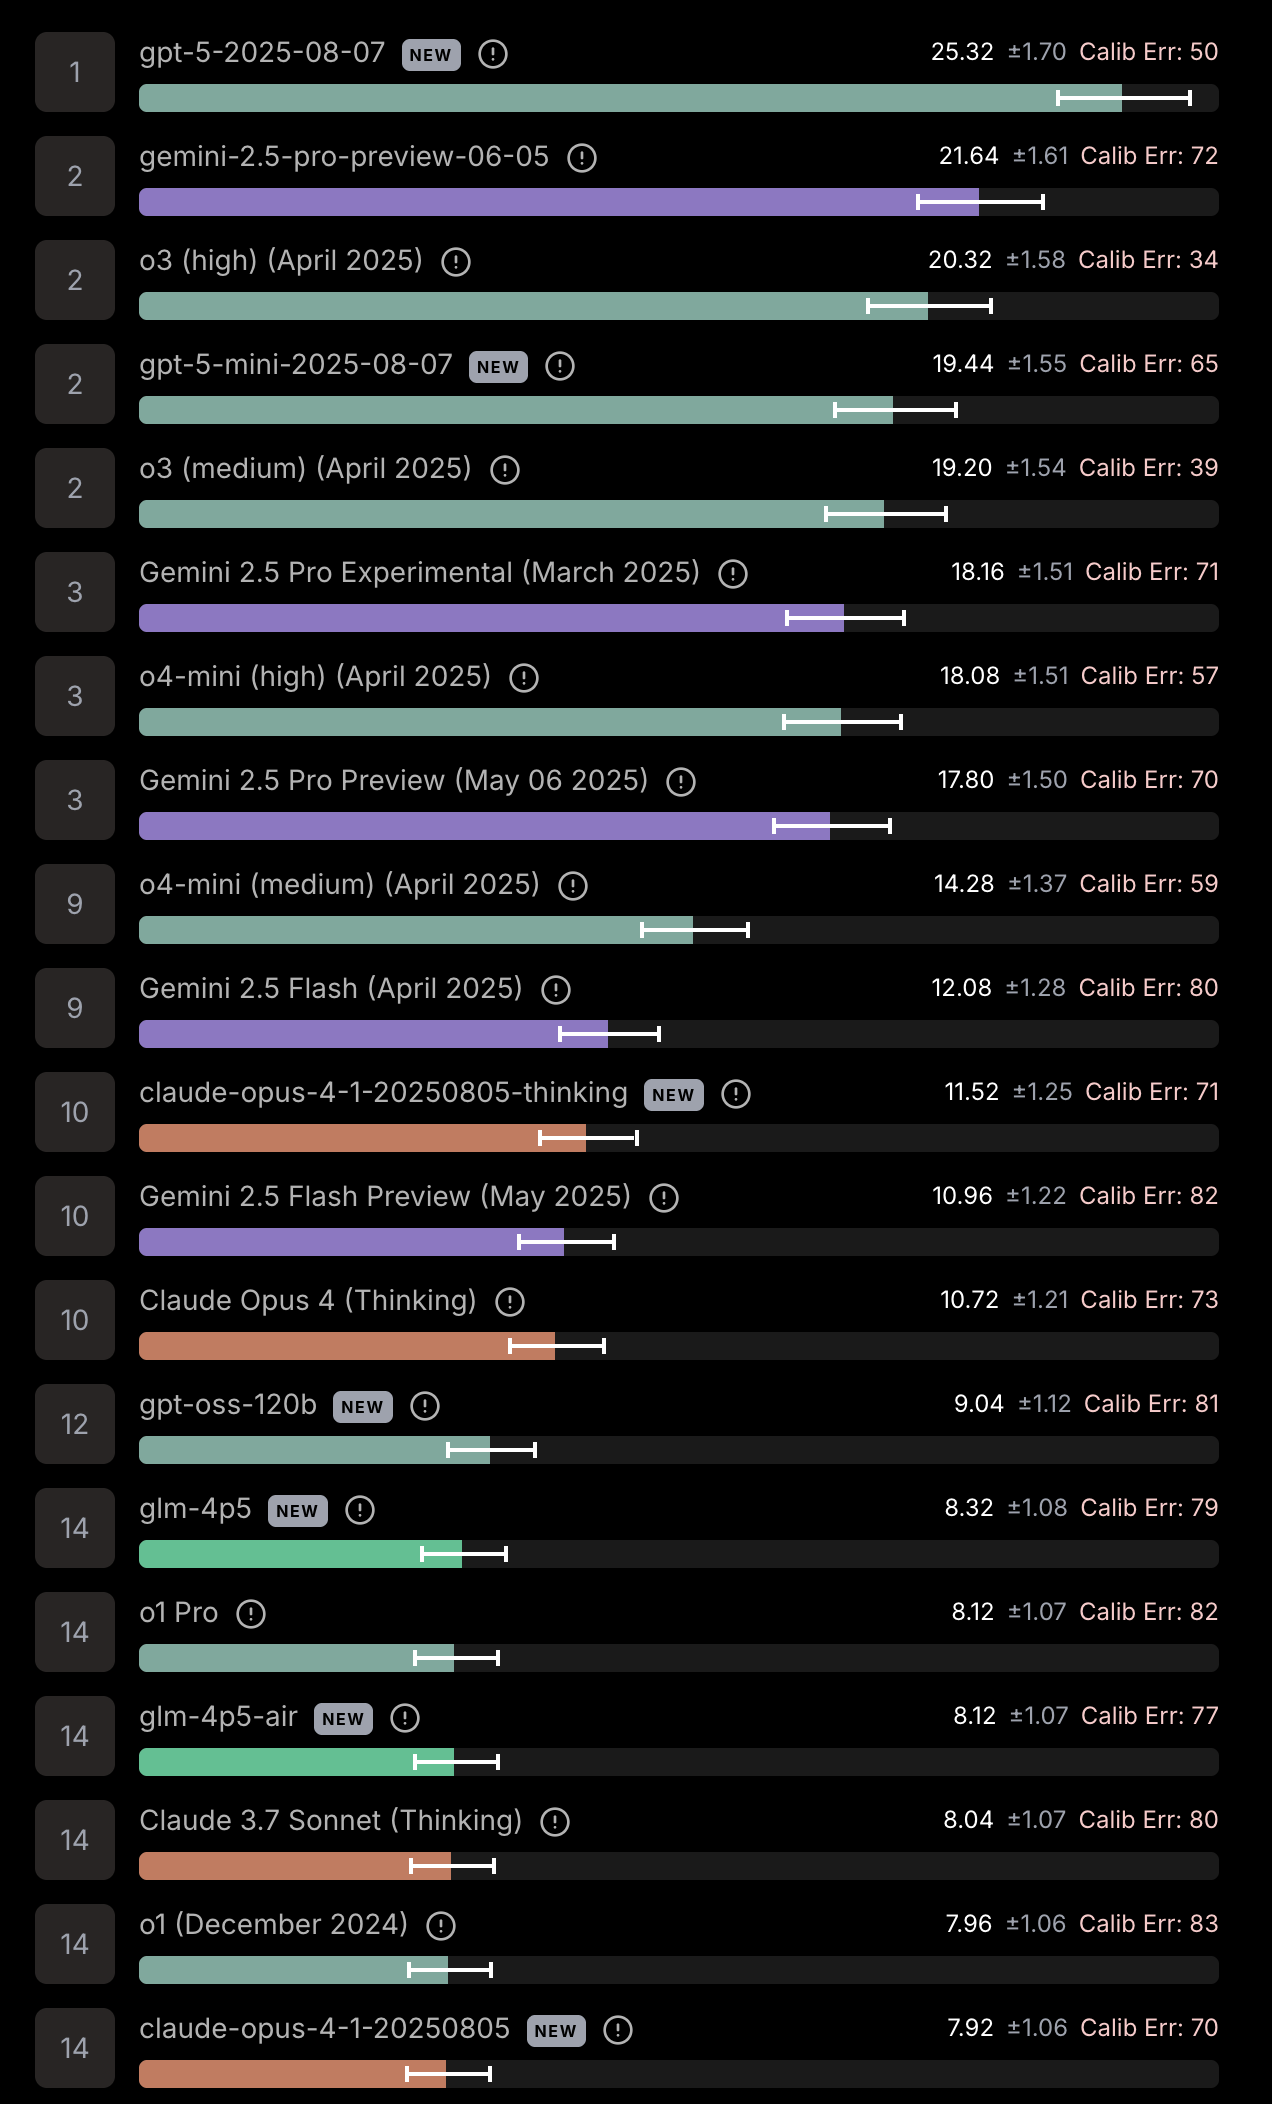 1
gpt-5-2025-08-07 NEW 25.32 ±1.70 Calib Err: 50
2
gemini-2.5-pro-preview-06-05 21.64 ±1.61 Calib Err: 72
2
o3 (high) (April 2025) 20.32 ±1.58 Calib Err: 34
2
gpt-5-mini-2025-08-07 NEW 19.44 ±1.55 Calib Err: 65
2
o3 (medium) (April 2025) 19.20 ±1.54 Calib Err: 39
3
Gemini 2.5 Pro Experimental (March 2025) 18.16 ±1.51 Calib Err: 71
3
o4-mini (high) (April 2025) 18.08 ±1.51 Calib Err: 57
3
Gemini 2.5 Pro Preview (May 06 2025) 17.80 ±1.50 Calib Err: 70
9
o4-mini (medium) (April 2025) 14.28 ±1.37 Calib Err: 59
9
Gemini 2.5 Flash (April 2025) 12.08 ±1.28 Calib Err: 80
10
claude-opus-4-1-20250805-thinking NEW 11.52 ±1.25 Calib Err: 71
10
Gemini 2.5 Flash Preview (May 2025) 10.96 ±1.22 Calib Err: 82
10
Claude Opus 4 (Thinking) 10.72 ±1.21 Calib Err: 73
12
gpt-oss-120b NEW 9.04 ±1.12 Calib Err: 81
14
glm-4p5 NEW 8.32 ±1.08 Calib Err: 79
14
o1 Pro 8.12 ±1.07 Calib Err: 82
14
glm-4p5-air NEW 8.12 ±1.07 Calib Err: 77
14
Claude 3.7 Sonnet (Thinking) 8.04 ±1.07 Calib Err: 80
14
o1 (December 2024) 7.96 ±1.06 Calib Err: 83
14
claude-opus-4-1-20250805 NEW 7.92 ±1.06 Calib Err: 70